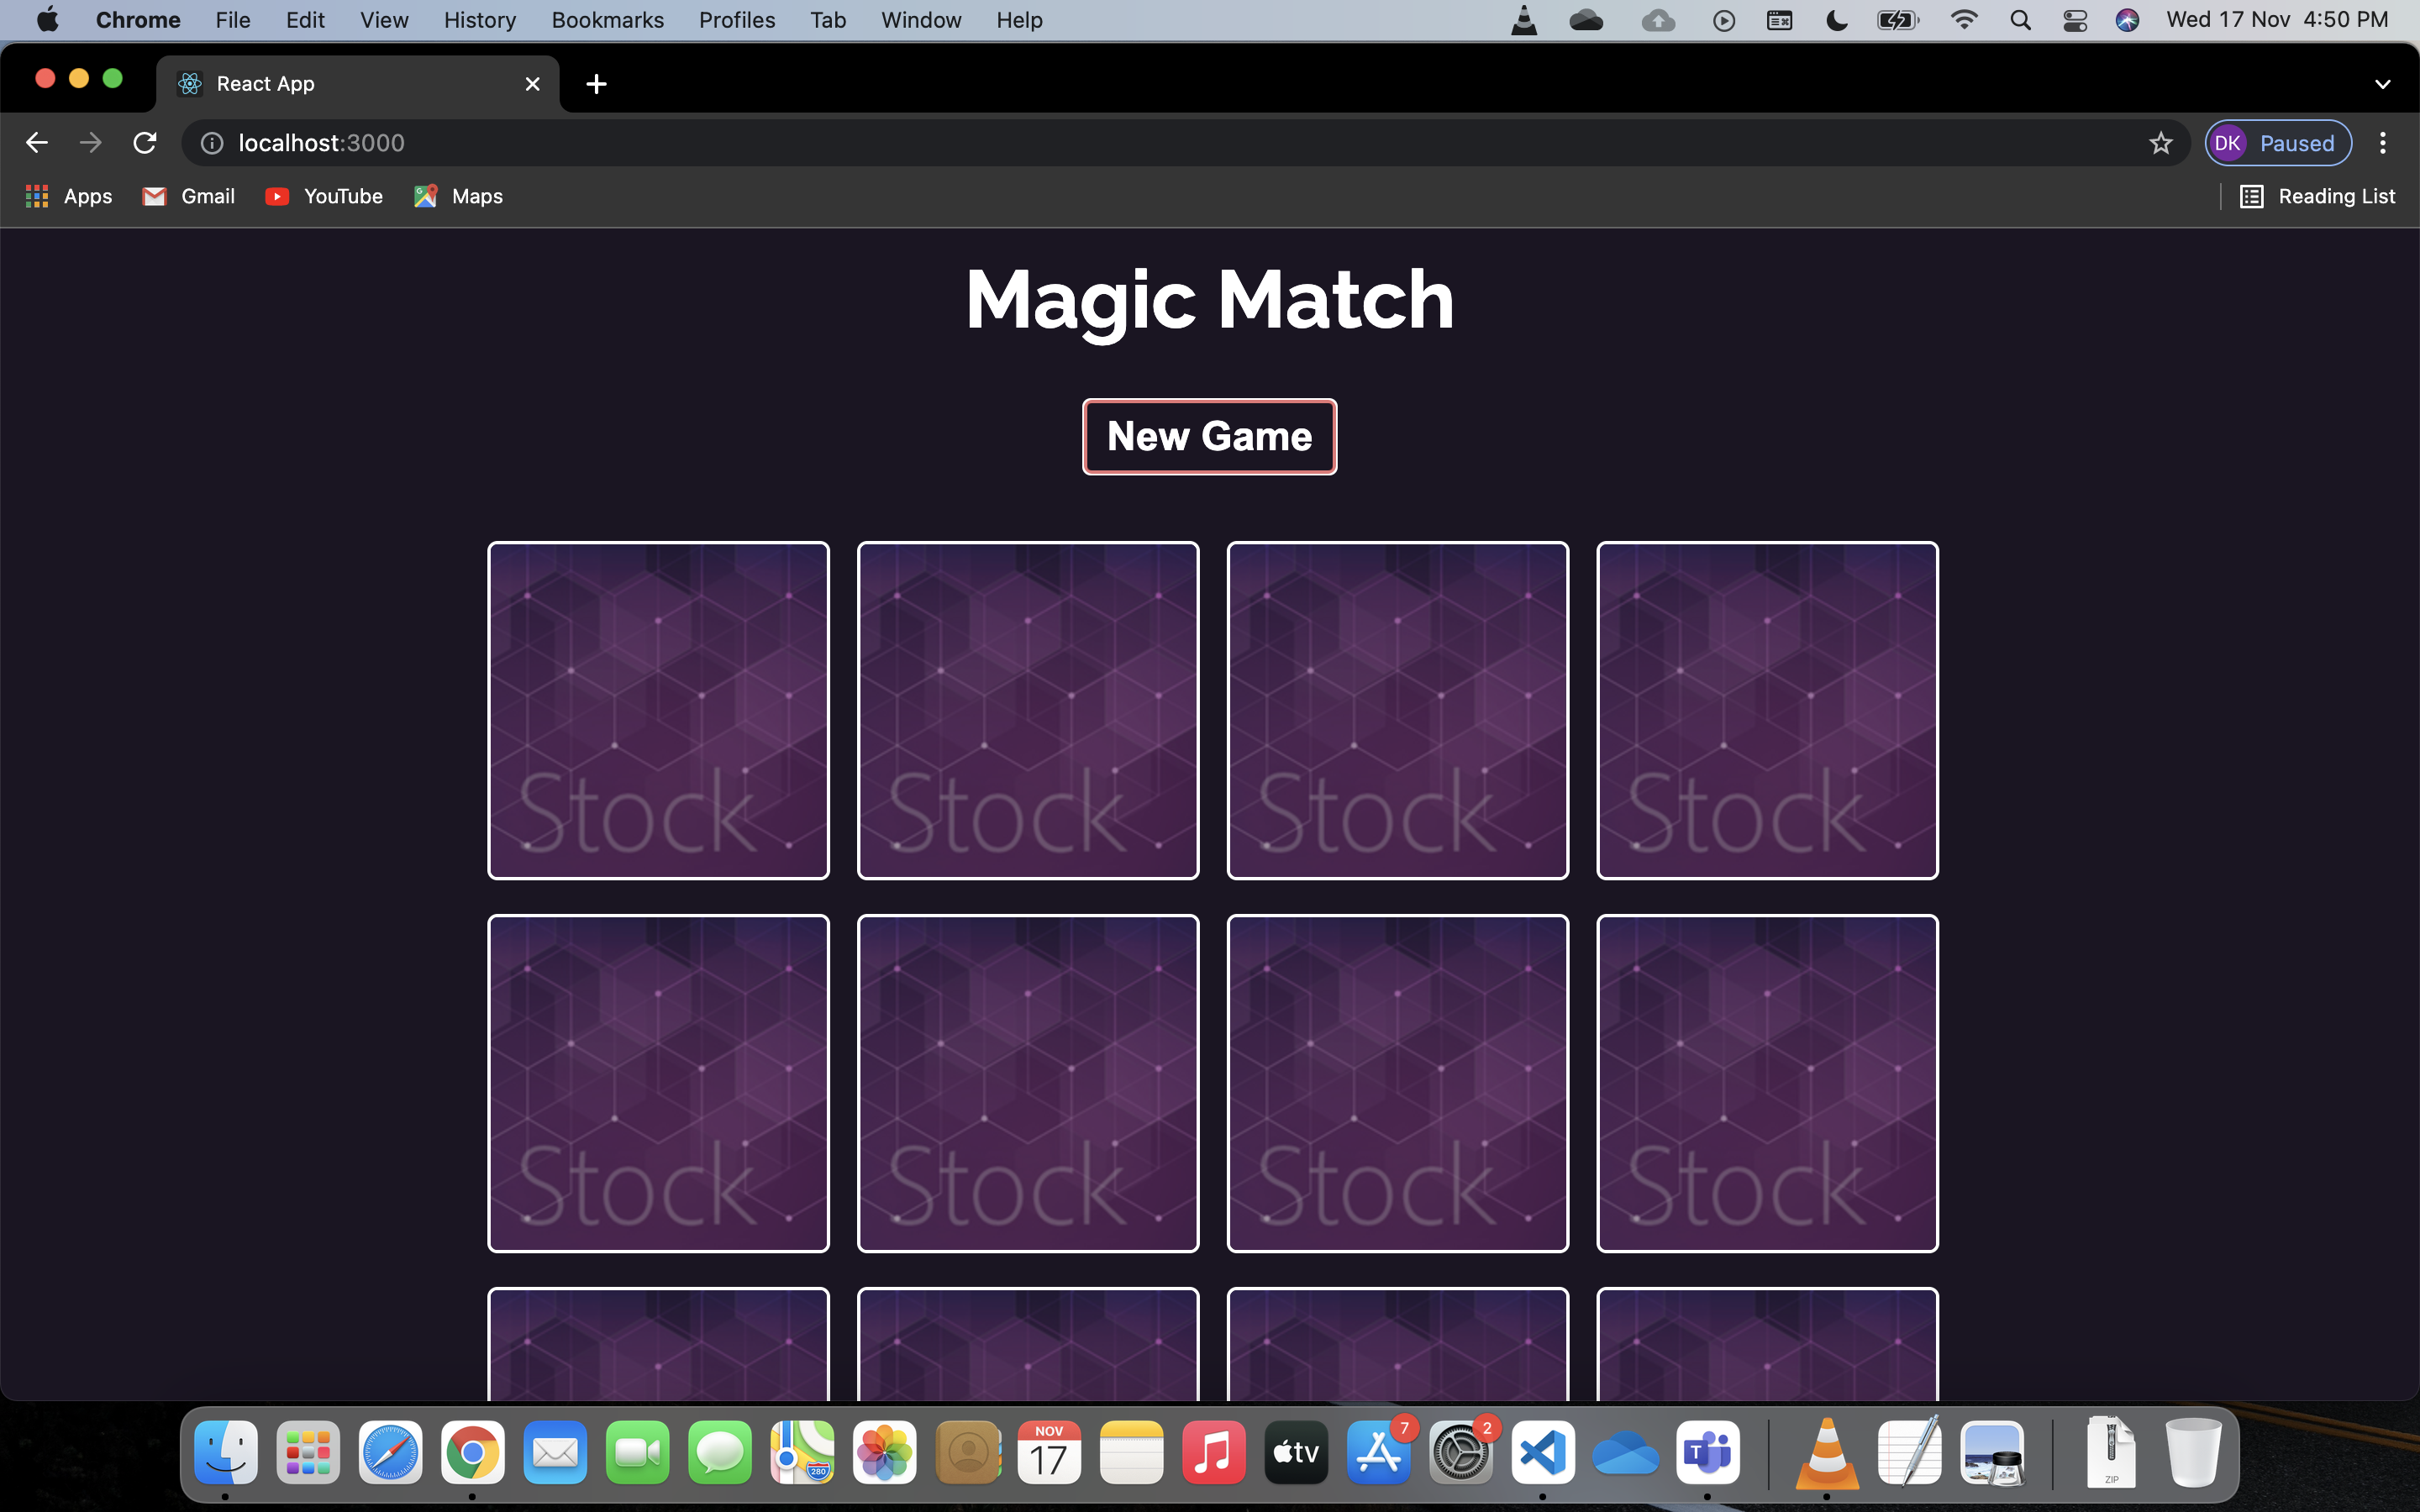 Chrome File Edit View History Bookmarks Profiles Tab Window Help Wed 17 Nov 4:50 PM
React App
localhost:3000 DK Paused
Apps Gmail YouTube Maps Reading List
Magic Match
New Game
Stock Stock Stock Stock
Stock Stock Stock Stock
280 NOV 17 tv 7 2 T ZIP